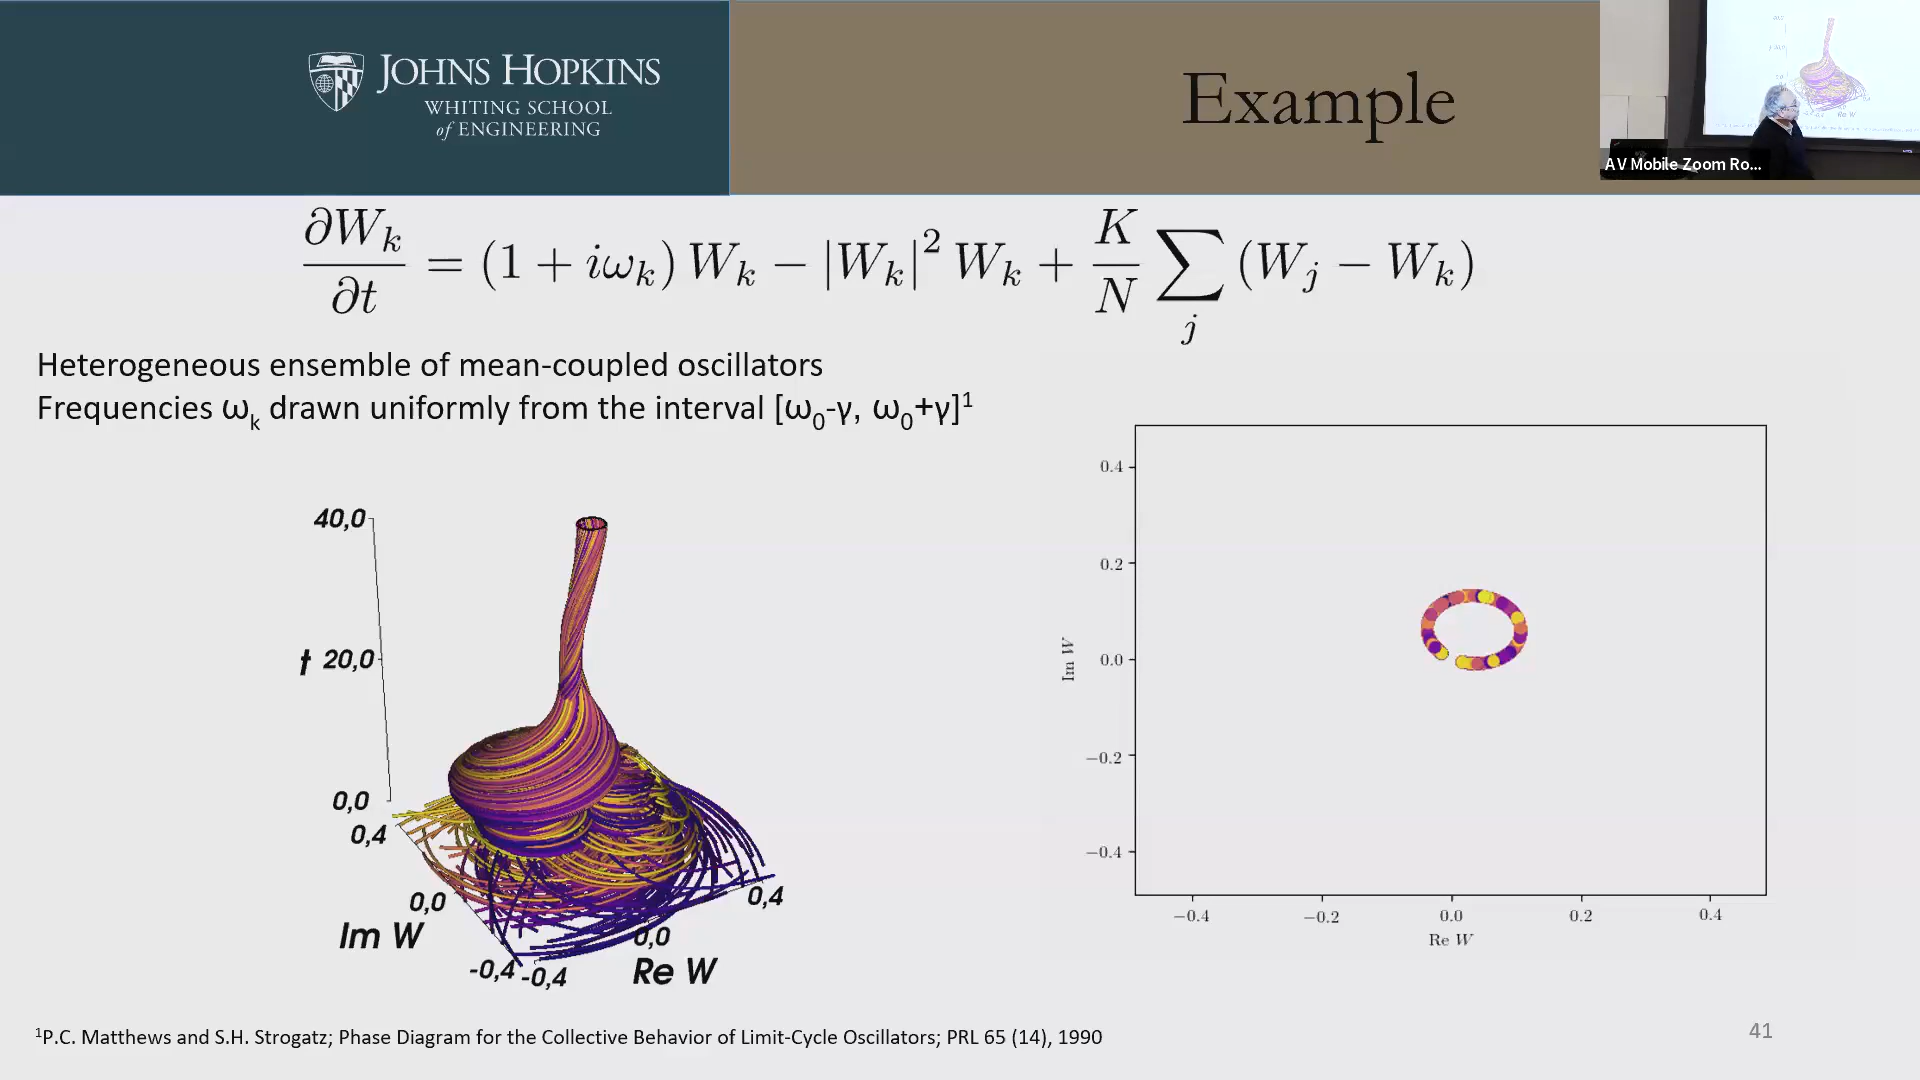 JOHNS HOPKINS
WHITING SCHOOL
of ENGINEERING
Example
AV Mobile Zoom Ro...
∂W_k/∂t = (1 + iω_k) W_k − |W_k|² W_k + K/N ∑_j (W_j − W_k)
Heterogeneous ensemble of mean-coupled oscillators
Frequencies ω_k drawn uniformly from the interval [ω_0-γ, ω_0+γ]¹
40,0
t 20,0
0,0
0,4
0,0
Im W
-0,4
-0,4
0,0
Re W
0,4
0.4
0.2
0.0
−0.2
−0.4
Im W
−0.4
−0.2
0.0
0.2
0.4
Re W
¹P.C. Matthews and S.H. Strogatz; Phase Diagram for the Collective Behavior of Limit-Cycle Oscillators; PRL 65 (14), 1990
41